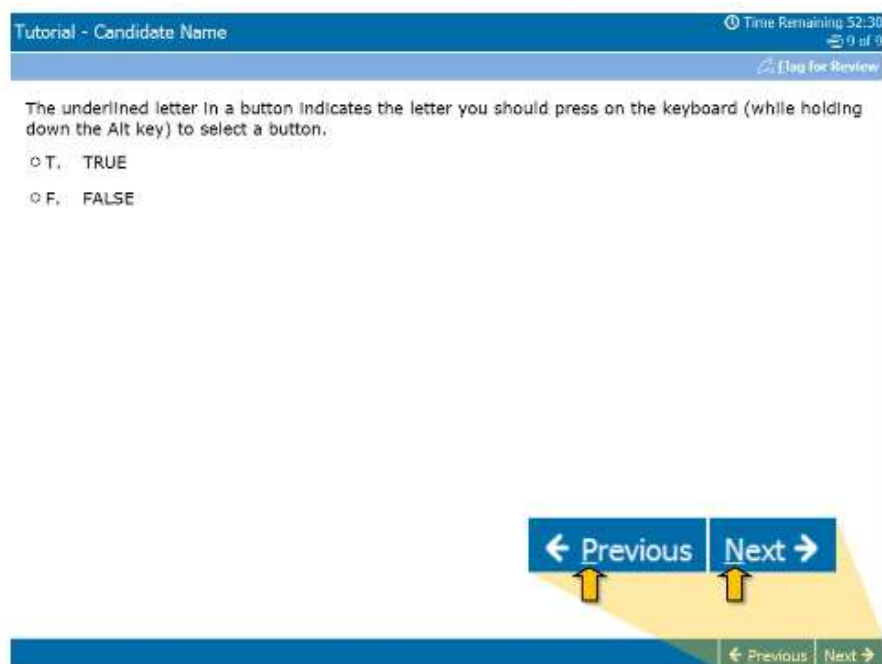 Tutorial - Candidate Name
Time Remaining 52:30
9 of 9
Flag for Review
The underlined letter in a button indicates the letter you should press on the keyboard (while holding
down the Alt key) to select a button.
T. TRUE
F. FALSE
← Previous Next →
← Previous Next →